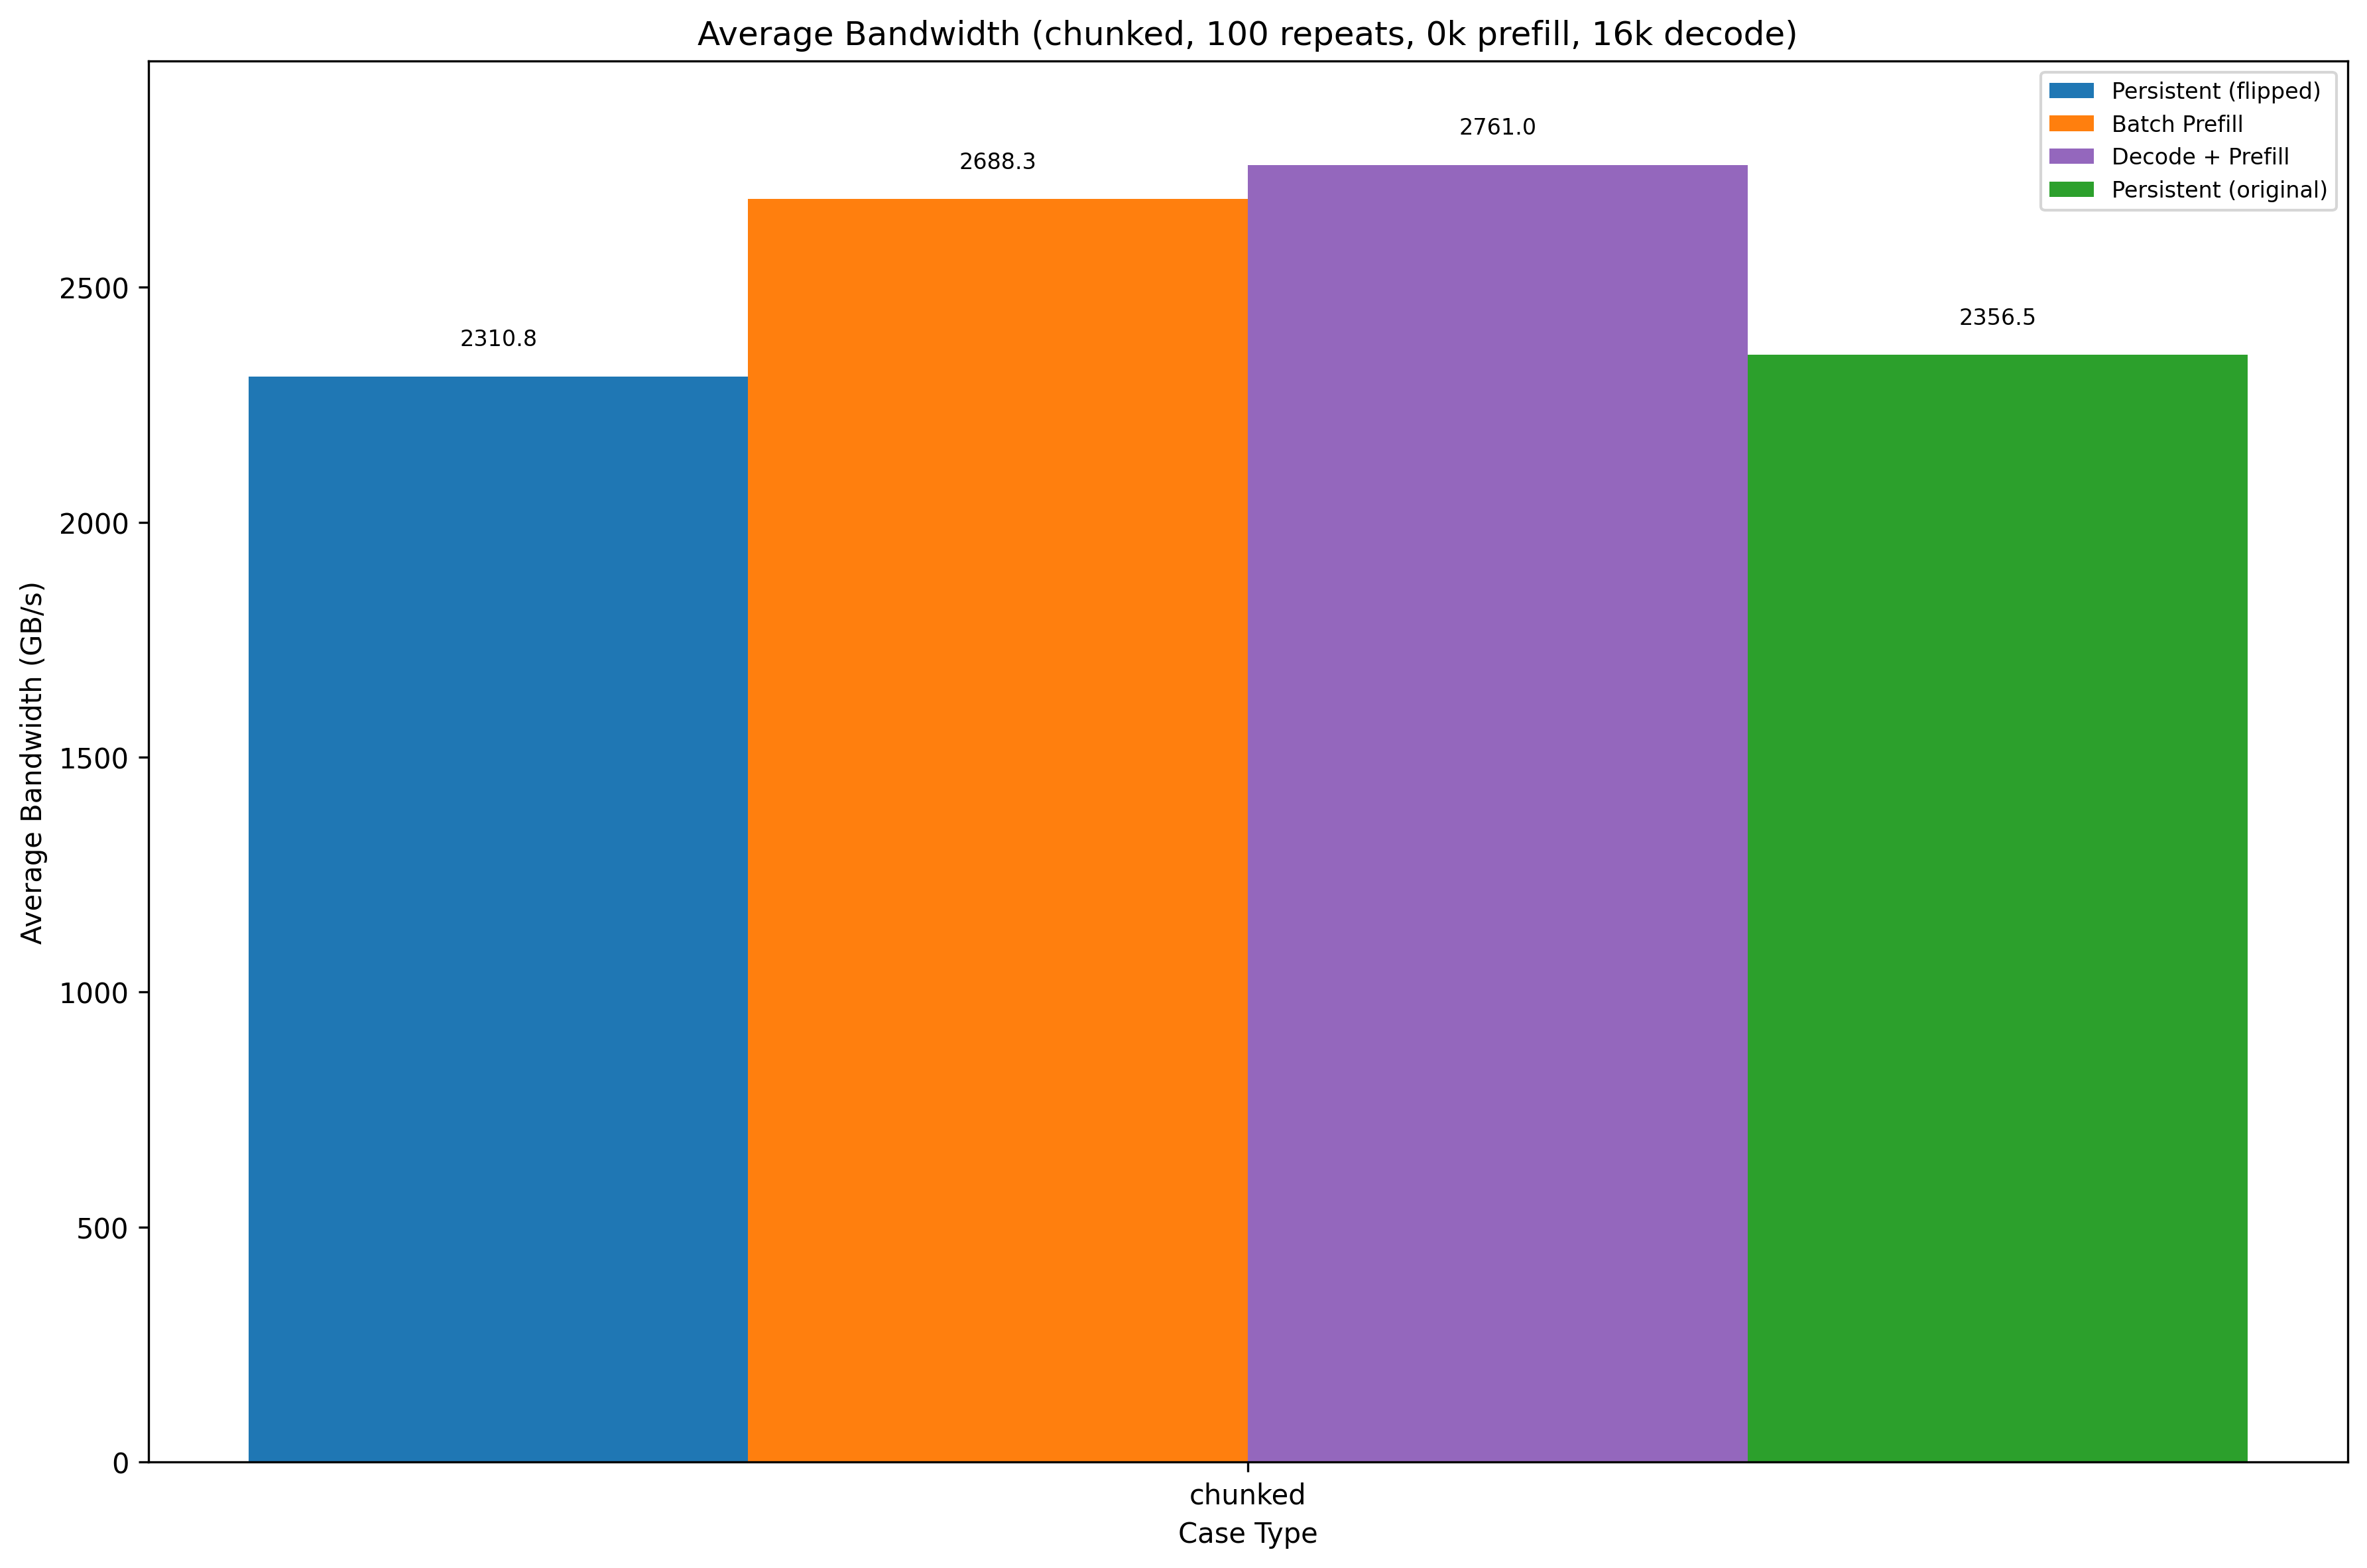 Average Bandwidth (chunked, 100 repeats, 0k prefill, 16k decode)
Persistent (flipped)
Batch Prefill
Decode + Prefill
Persistent (original)
2310.8
2688.3
2761.0
2356.5
Average Bandwidth (GB/s)
2500
2000
1500
1000
500
0
chunked
Case Type